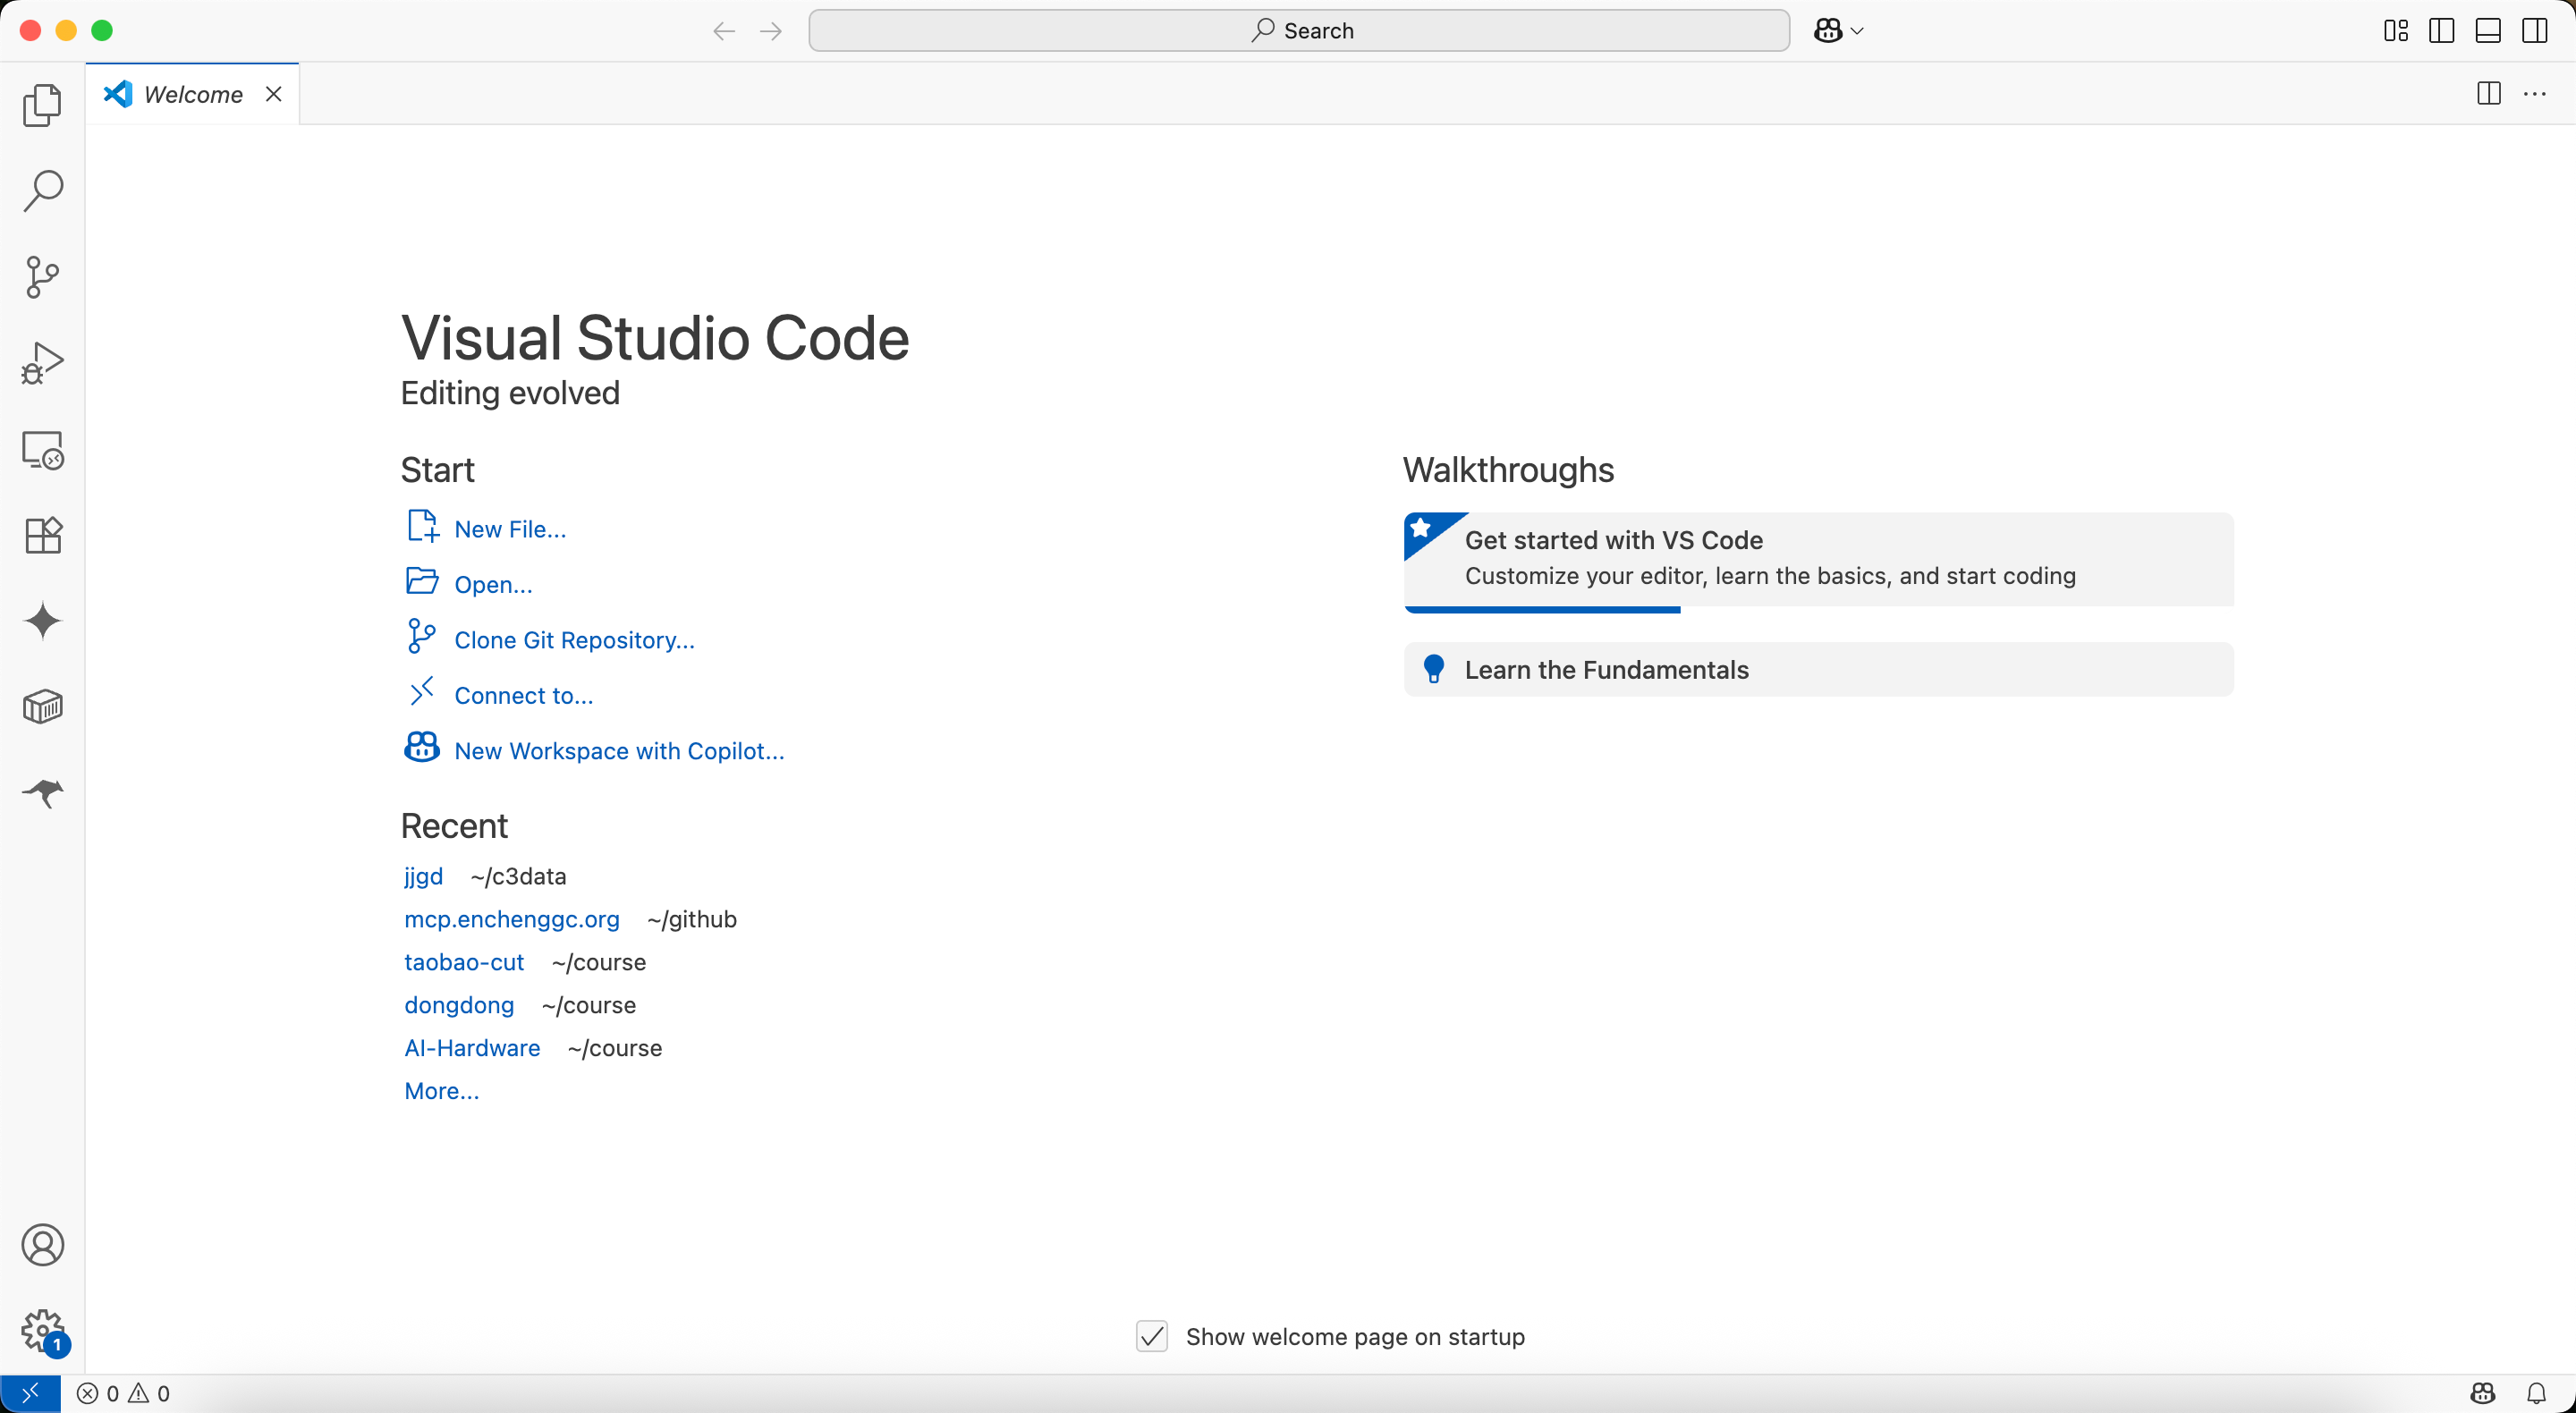 Search
Welcome
Visual Studio Code
Editing evolved
Start
New File...
Open...
Clone Git Repository...
Connect to...
New Workspace with Copilot...
Recent
jjgd ~/c3data
mcp.enchenggc.org ~/github
taobao-cut ~/course
dongdong ~/course
AI-Hardware ~/course
More...
Walkthroughs
Get started with VS Code
Customize your editor, learn the basics, and start coding
Learn the Fundamentals
Show welcome page on startup
1
0 0